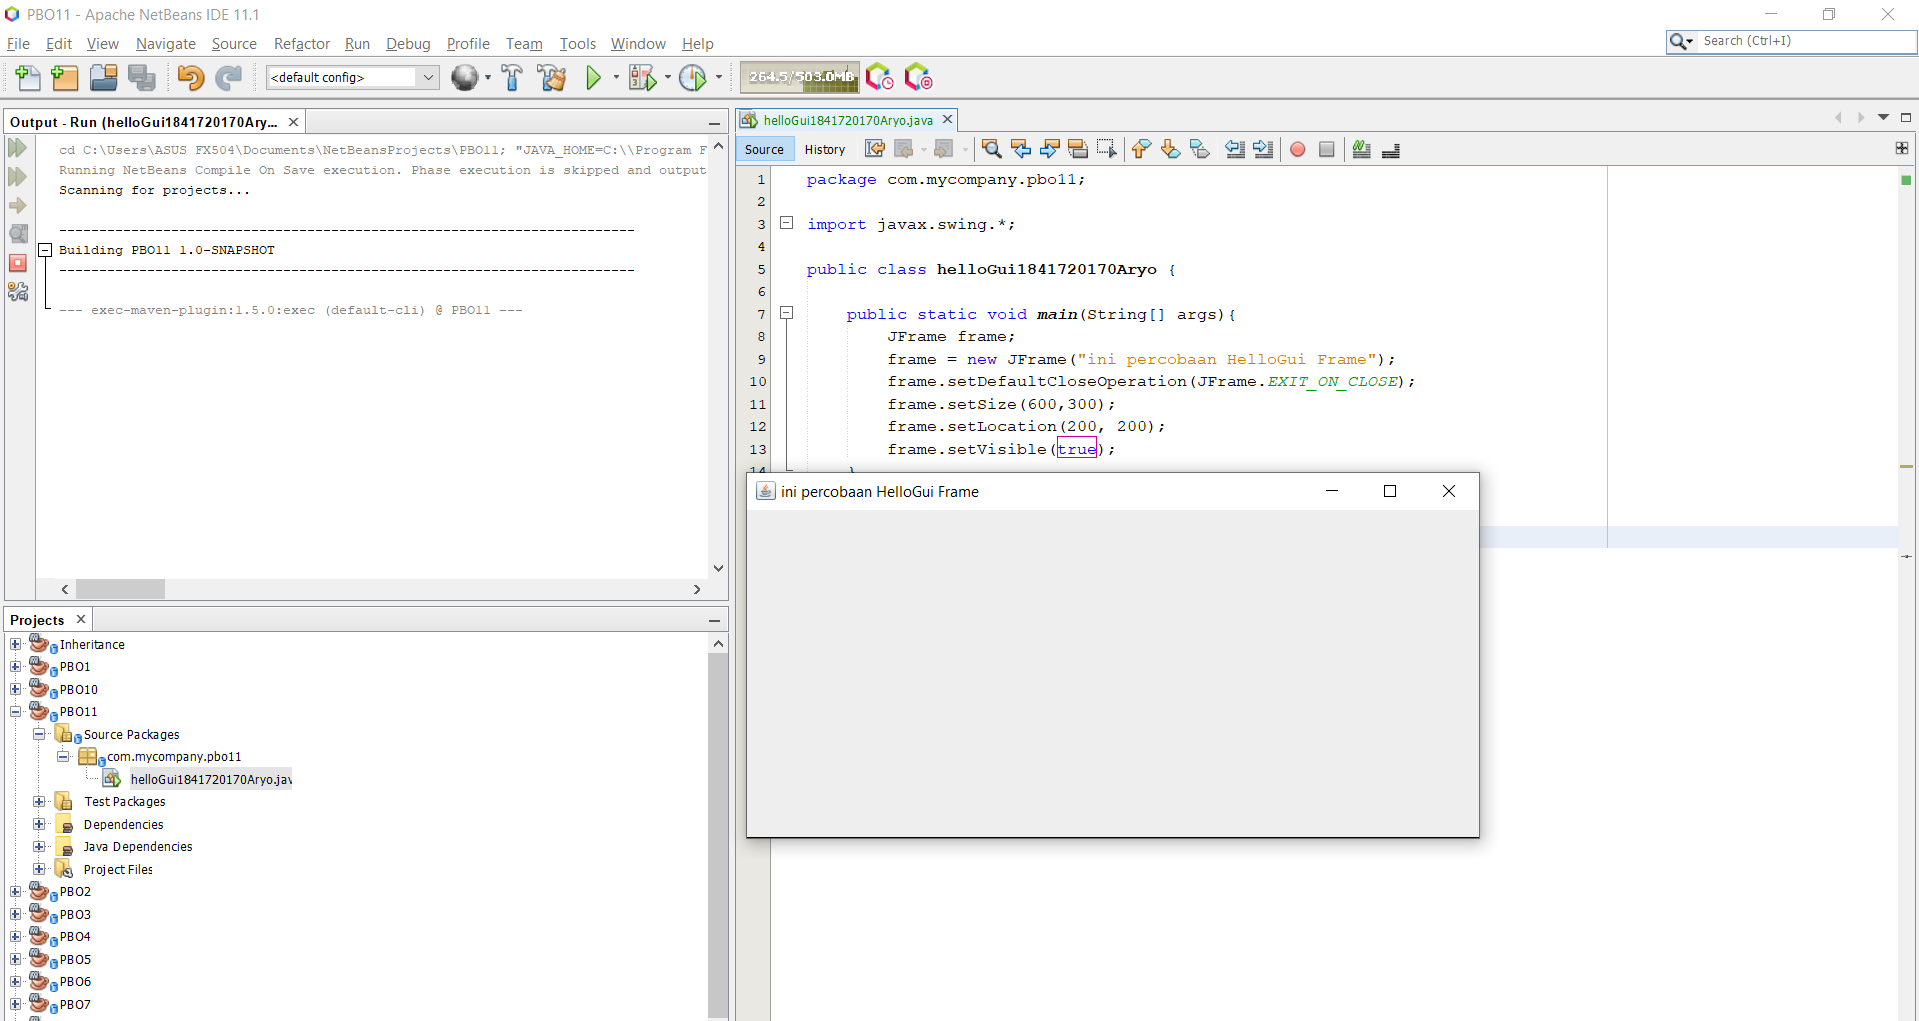 PBO11 - Apache NetBeans IDE 11.1
File Edit View Navigate Source Refactor Run Debug Profile Team Tools Window Help
Search (Ctrl+I)
<default config>
264.5/503.0MB
Output - Run (helloGui1841720170Ary...
cd C:\Users\ASUS FX504\Documents\NetBeansProjects\PBO11; "JAVA_HOME=C:\\Program F
Running NetBeans Compile On Save execution. Phase execution is skipped and output
Scanning for projects...
------------------------------------------------------------------------
Building PBO11 1.0-SNAPSHOT
------------------------------------------------------------------------
--- exec-maven-plugin:1.5.0:exec (default-cli) @ PBO11 ---
Projects
Inheritance
PBO1
PBO10
PBO11
Source Packages
com.mycompany.pbo11
helloGui1841720170Aryo.jav
Test Packages
Dependencies
Java Dependencies
Project Files
PBO2
PBO3
PBO4
PBO5
PBO6
PBO7
helloGui1841720170Aryo.java
Source History
1 package com.mycompany.pbo11;
2
3 import javax.swing.*;
4
5 public class helloGui1841720170Aryo {
6
7 public static void main(String[] args){
8 JFrame frame;
9 frame = new JFrame("ini percobaan HelloGui Frame");
10 frame.setDefaultCloseOperation(JFrame.EXIT_ON_CLOSE);
11 frame.setSize(600,300);
12 frame.setLocation(200, 200);
13 frame.setVisible(true);
14 }
ini percobaan HelloGui Frame